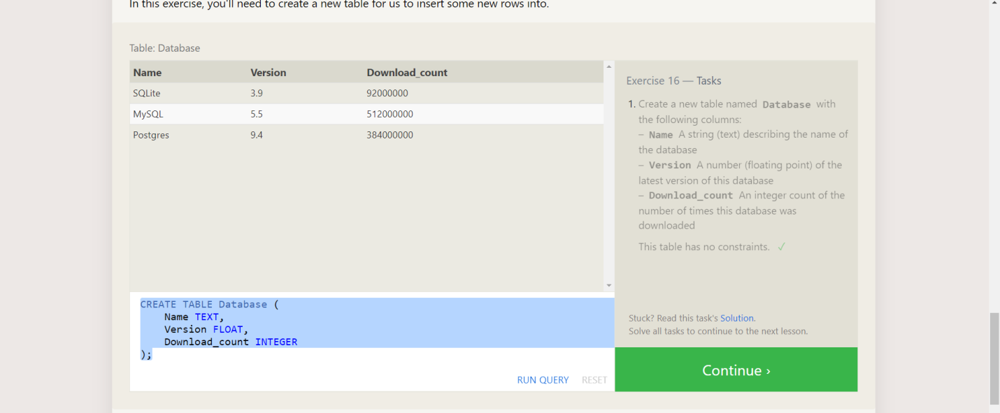 In this exercise, you'll need to create a new table for us to insert some new rows into.
Table: Database
Name Version Download_count
SQLite 3.9 92000000
MySQL 5.5 512000000
Postgres 9.4 384000000
CREATE TABLE Database (
Name TEXT,
Version FLOAT,
Download_count INTEGER
);
RUN QUERY RESET
Exercise 16 — Tasks
1. Create a new table named Database with
the following columns:
– Name A string (text) describing the name of
the database
– Version A number (floating point) of the
latest version of this database
– Download_count An integer count of the
number of times this database was
downloaded
This table has no constraints. ✓
Stuck? Read this task's Solution.
Solve all tasks to continue to the next lesson.
Continue ›